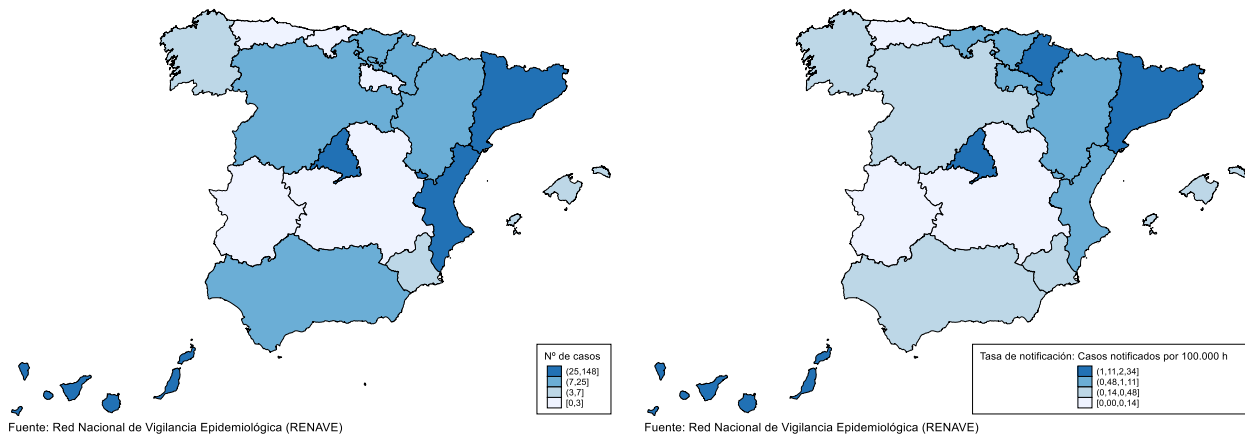 Nº de casos
(25,148]
(7,25]
(3,7]
[0,3]
Fuente: Red Nacional de Vigilancia Epidemiológica (RENAVE)
Tasa de notificación: Casos notificados por 100.000 h
(1,11,2,34]
(0,48,1,11]
(0,14,0,48]
[0,00,0,14]
Fuente: Red Nacional de Vigilancia Epidemiológica (RENAVE)